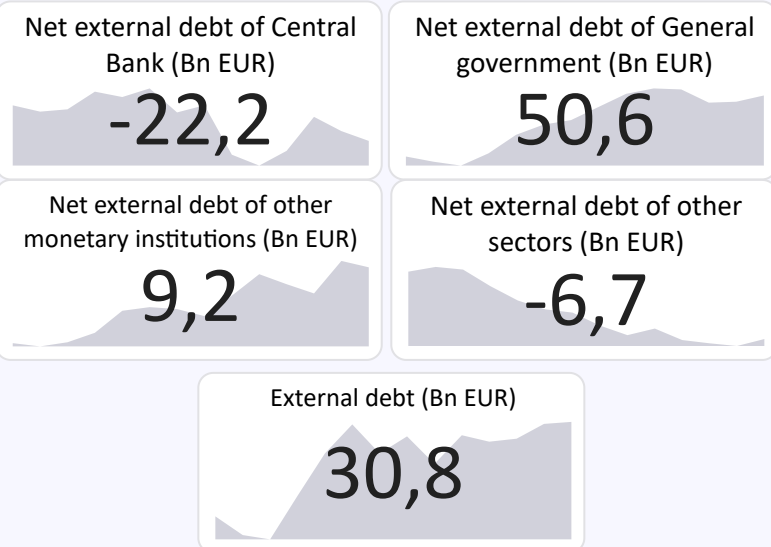 Net external debt of Central
Bank (Bn EUR)
-22,2
Net external debt of General
government (Bn EUR)
50,6
Net external debt of other
monetary institutions (Bn EUR)
9,2
Net external debt of other
sectors (Bn EUR)
-6,7
External debt (Bn EUR)
30,8